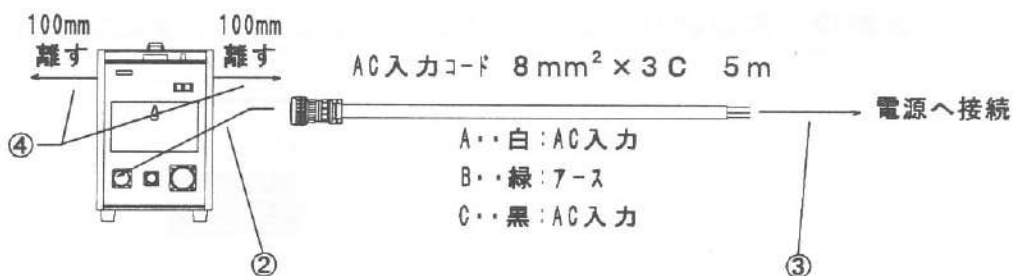 100mm
離す
100mm
離す
AC入力コード 8mm²×3C 5m
電源へ接続
A・・白:AC入力
B・・緑:アース
C・・黒:AC入力
④
②
③